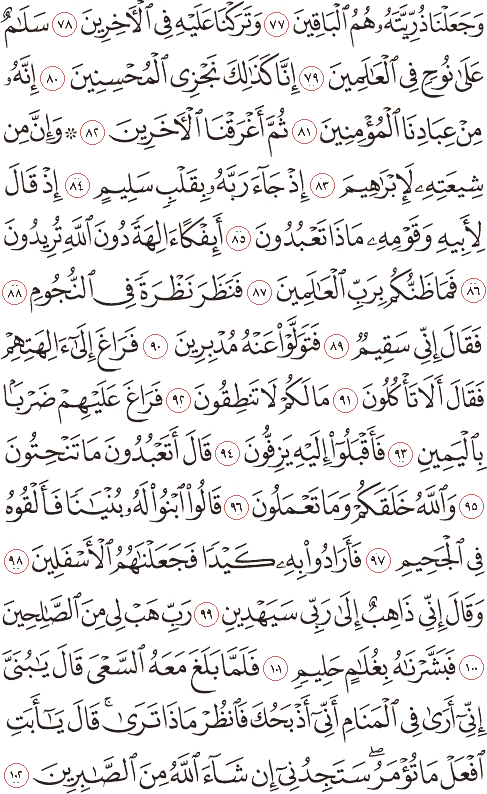 وَجَعَلْنَا ذُرِّيَّتَهُۥ هُمُ ٱلْبَاقِينَ ٧٧ وَتَرَكْنَا عَلَيْهِ فِى ٱلْـَٔاخِرِينَ ٧٨ سَلَـٰمٌ
عَلَىٰ نُوحٍ فِى ٱلْعَـٰلَمِينَ ٧٩ إِنَّا كَذَٰلِكَ نَجْزِى ٱلْمُحْسِنِينَ ٨٠ إِنَّهُۥ
مِنْ عِبَادِنَا ٱلْمُؤْمِنِينَ ٨١ ثُمَّ أَغْرَقْنَا ٱلْـَٔاخَرِينَ ٨٢ ۞ وَإِنَّ مِن
شِيعَتِهِۦ لَإِبْرَٰهِيمَ ٨٣ إِذْ جَآءَ رَبَّهُۥ بِقَلْبٍ سَلِيمٍ ٨٤ إِذْ قَالَ
لِأَبِيهِ وَقَوْمِهِۦ مَاذَا تَعْبُدُونَ ٨٥ أَئِفْكًا ءَالِهَةً دُونَ ٱللَّهِ تُرِيدُونَ
٨٦ فَمَا ظَنُّكُم بِرَبِّ ٱلْعَـٰلَمِينَ ٨٧ فَنَظَرَ نَظْرَةً فِى ٱلنُّجُومِ ٨٨
فَقَالَ إِنِّى سَقِيمٌ ٨٩ فَتَوَلَّوْا۟ عَنْهُ مُدْبِرِينَ ٩٠ فَرَاغَ إِلَىٰٓ ءَالِهَتِهِمْ
فَقَالَ أَلَا تَأْكُلُونَ ٩١ مَا لَكُمْ لَا تَنطِقُونَ ٩٢ فَرَاغَ عَلَيْهِمْ ضَرْبًۢا
بِٱلْيَمِينِ ٩٣ فَأَقْبَلُوٓا۟ إِلَيْهِ يَزِفُّونَ ٩٤ قَالَ أَتَعْبُدُونَ مَا تَنْحِتُونَ
٩٥ وَٱللَّهُ خَلَقَكُمْ وَمَا تَعْمَلُونَ ٩٦ قَالُوا۟ ٱبْنُوا۟ لَهُۥ بُنْيَـٰنًا فَأَلْقُوهُ
فِى ٱلْجَحِيمِ ٩٧ فَأَرَادُوا۟ بِهِۦ كَيْدًا فَجَعَلْنَـٰهُمُ ٱلْأَسْفَلِينَ ٩٨
وَقَالَ إِنِّى ذَاهِبٌ إِلَىٰ رَبِّى سَيَهْدِينِ ٩٩ رَبِّ هَبْ لِى مِنَ ٱلصَّـٰلِحِينَ
١٠٠ فَبَشَّرْنَـٰهُ بِغُلَـٰمٍ حَلِيمٍ ١٠١ فَلَمَّا بَلَغَ مَعَهُ ٱلسَّعْىَ قَالَ يَـٰبُنَىَّ
إِنِّىٓ أَرَىٰ فِى ٱلْمَنَامِ أَنِّىٓ أَذْبَحُكَ فَٱنظُرْ مَاذَا تَرَىٰ ۚ قَالَ يَـٰٓأَبَتِ
ٱفْعَلْ مَا تُؤْمَرُ ۖ سَتَجِدُنِىٓ إِن شَآءَ ٱللَّهُ مِنَ ٱلصَّـٰبِرِينَ ١٠٢